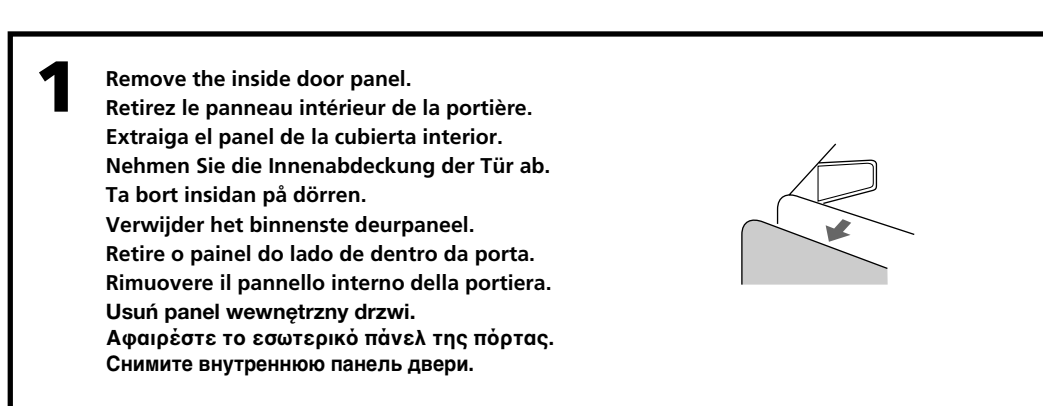 1
Remove the inside door panel.
Retirez le panneau intérieur de la portière.
Extraiga el panel de la cubierta interior.
Nehmen Sie die Innenabdeckung der Tür ab.
Ta bort insidan på dörren.
Verwijder het binnenste deurpaneel.
Retire o painel do lado de dentro da porta.
Rimuovere il pannello interno della portiera.
Usuń panel wewnętrzny drzwi.
Αφαιρέστε το εσωτερικό πάνελ της πόρτας.
Снимите внутреннюю панель двери.